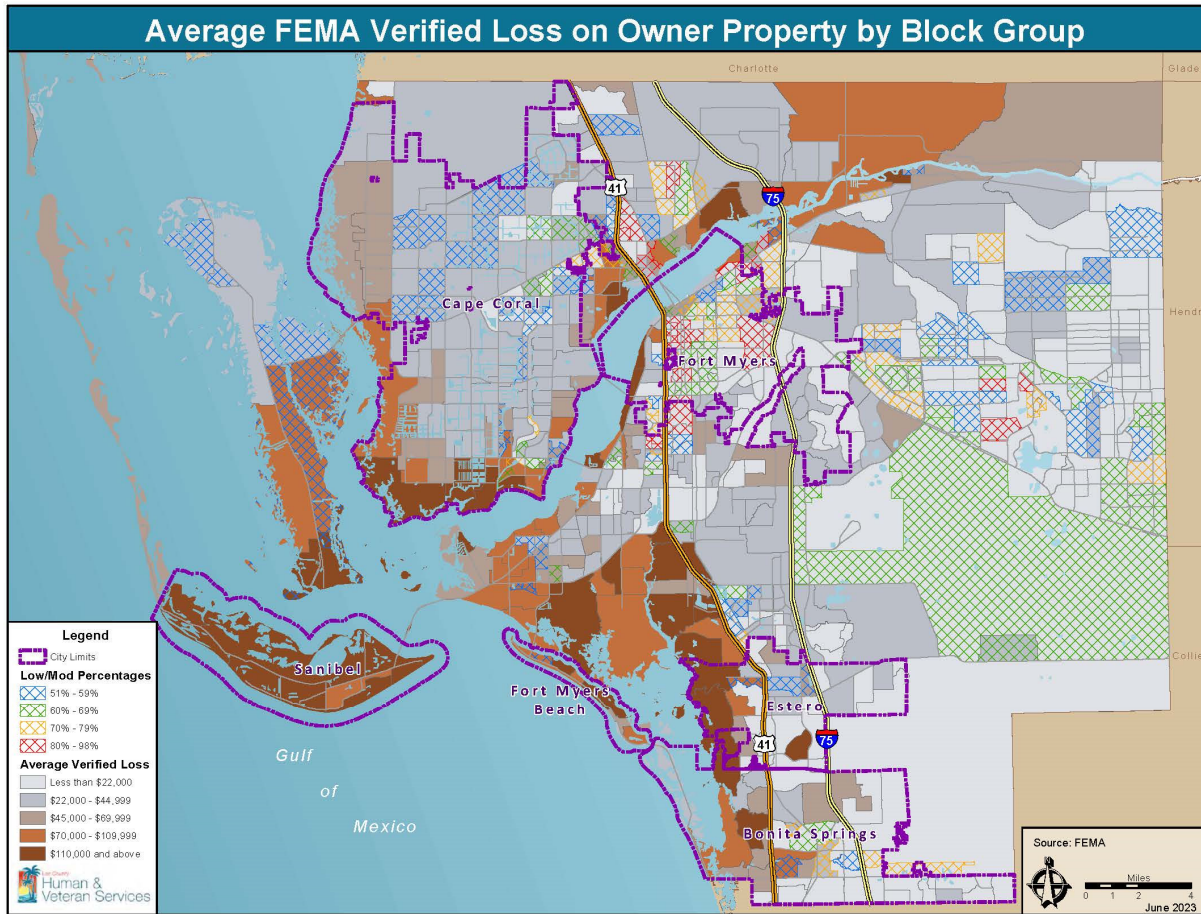 Average FEMA Verified Loss on Owner Property by Block Group
Charlotte
Glade
41
75
Cape Coral
Hendr
Fort Myers
Collie
Sanibel
Fort Myers
Beach
Estero
41
75
Bonita Springs
Gulf
of
Mexico
Legend
City Limits
Low/Mod Percentages
51% - 59%
60% - 69%
70% - 79%
80% - 98%
Average Verified Loss
Less than $22,000
$22,000 - $44,999
$45,000 - $69,999
$70,000 - $109,999
$110,000 and above
Lee County
Human &
Veteran Services
Source: FEMA
Miles
0 1 2 4
June 2023